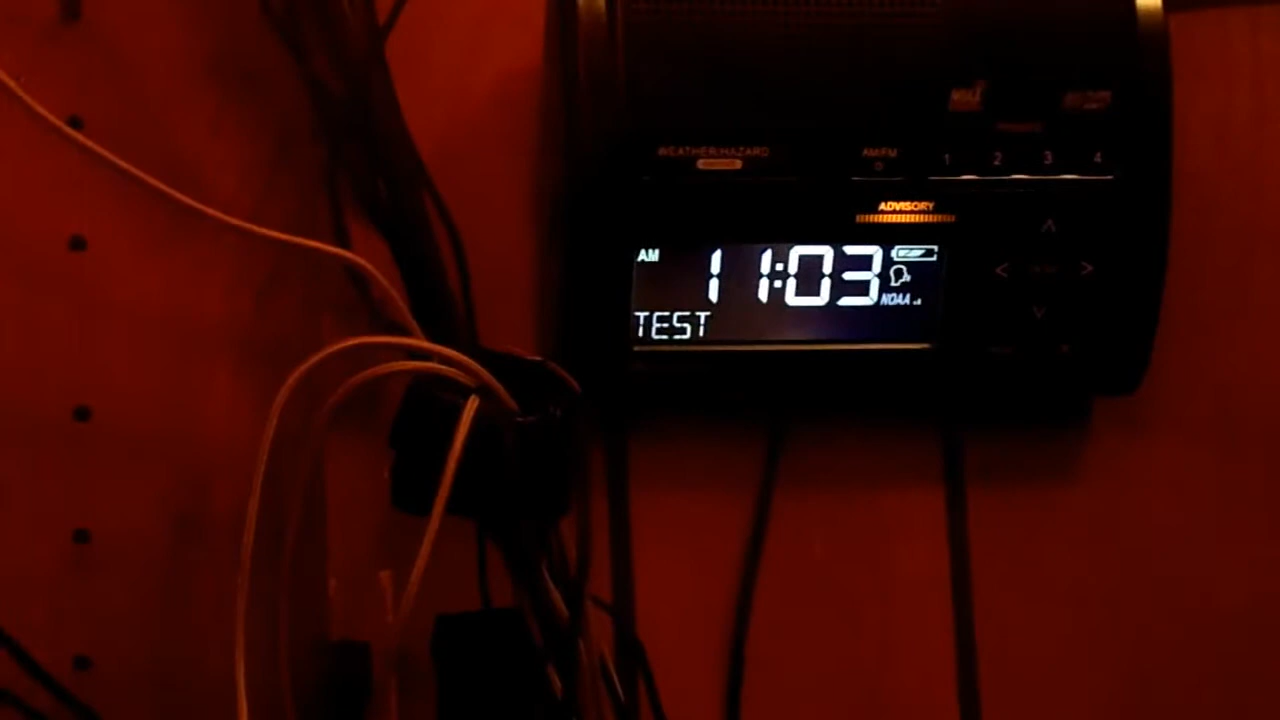 WEATHER/HAZARD
AM/FM
1 2 3 4
ADVISORY
AM 11:03
NOAA
TEST